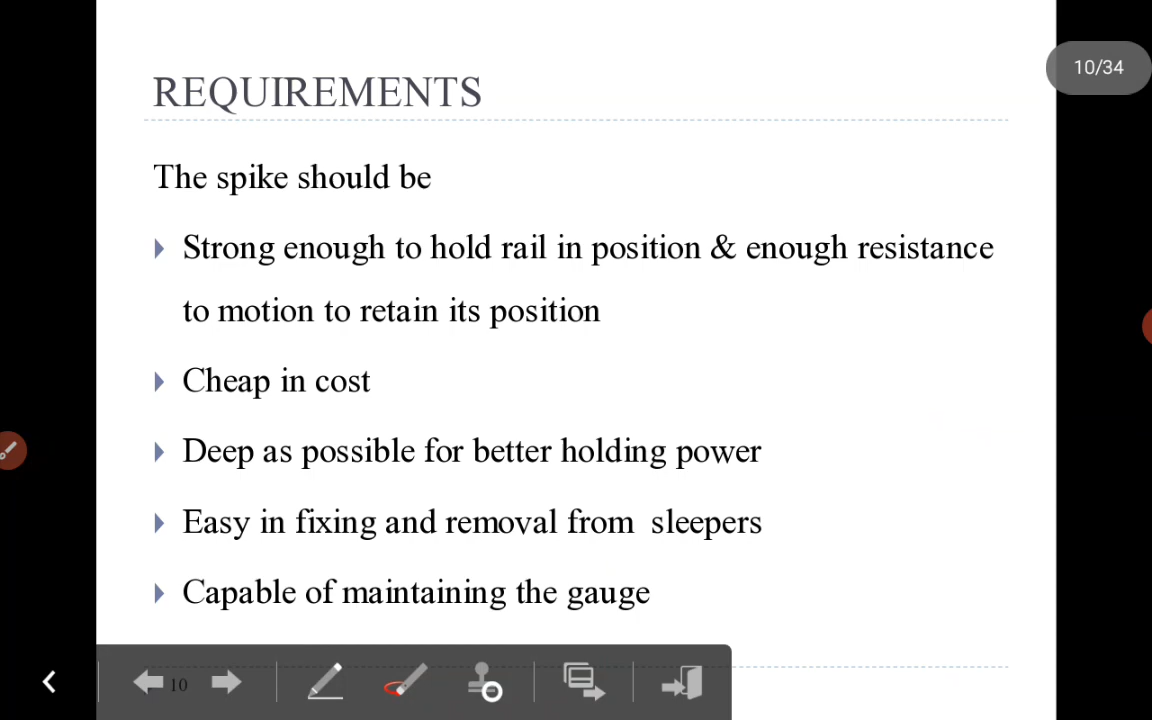 10/34
REQUIREMENTS
The spike should be
Strong enough to hold rail in position & enough resistance
to motion to retain its position
Cheap in cost
Deep as possible for better holding power
Easy in fixing and removal from sleepers
Capable of maintaining the gauge
10